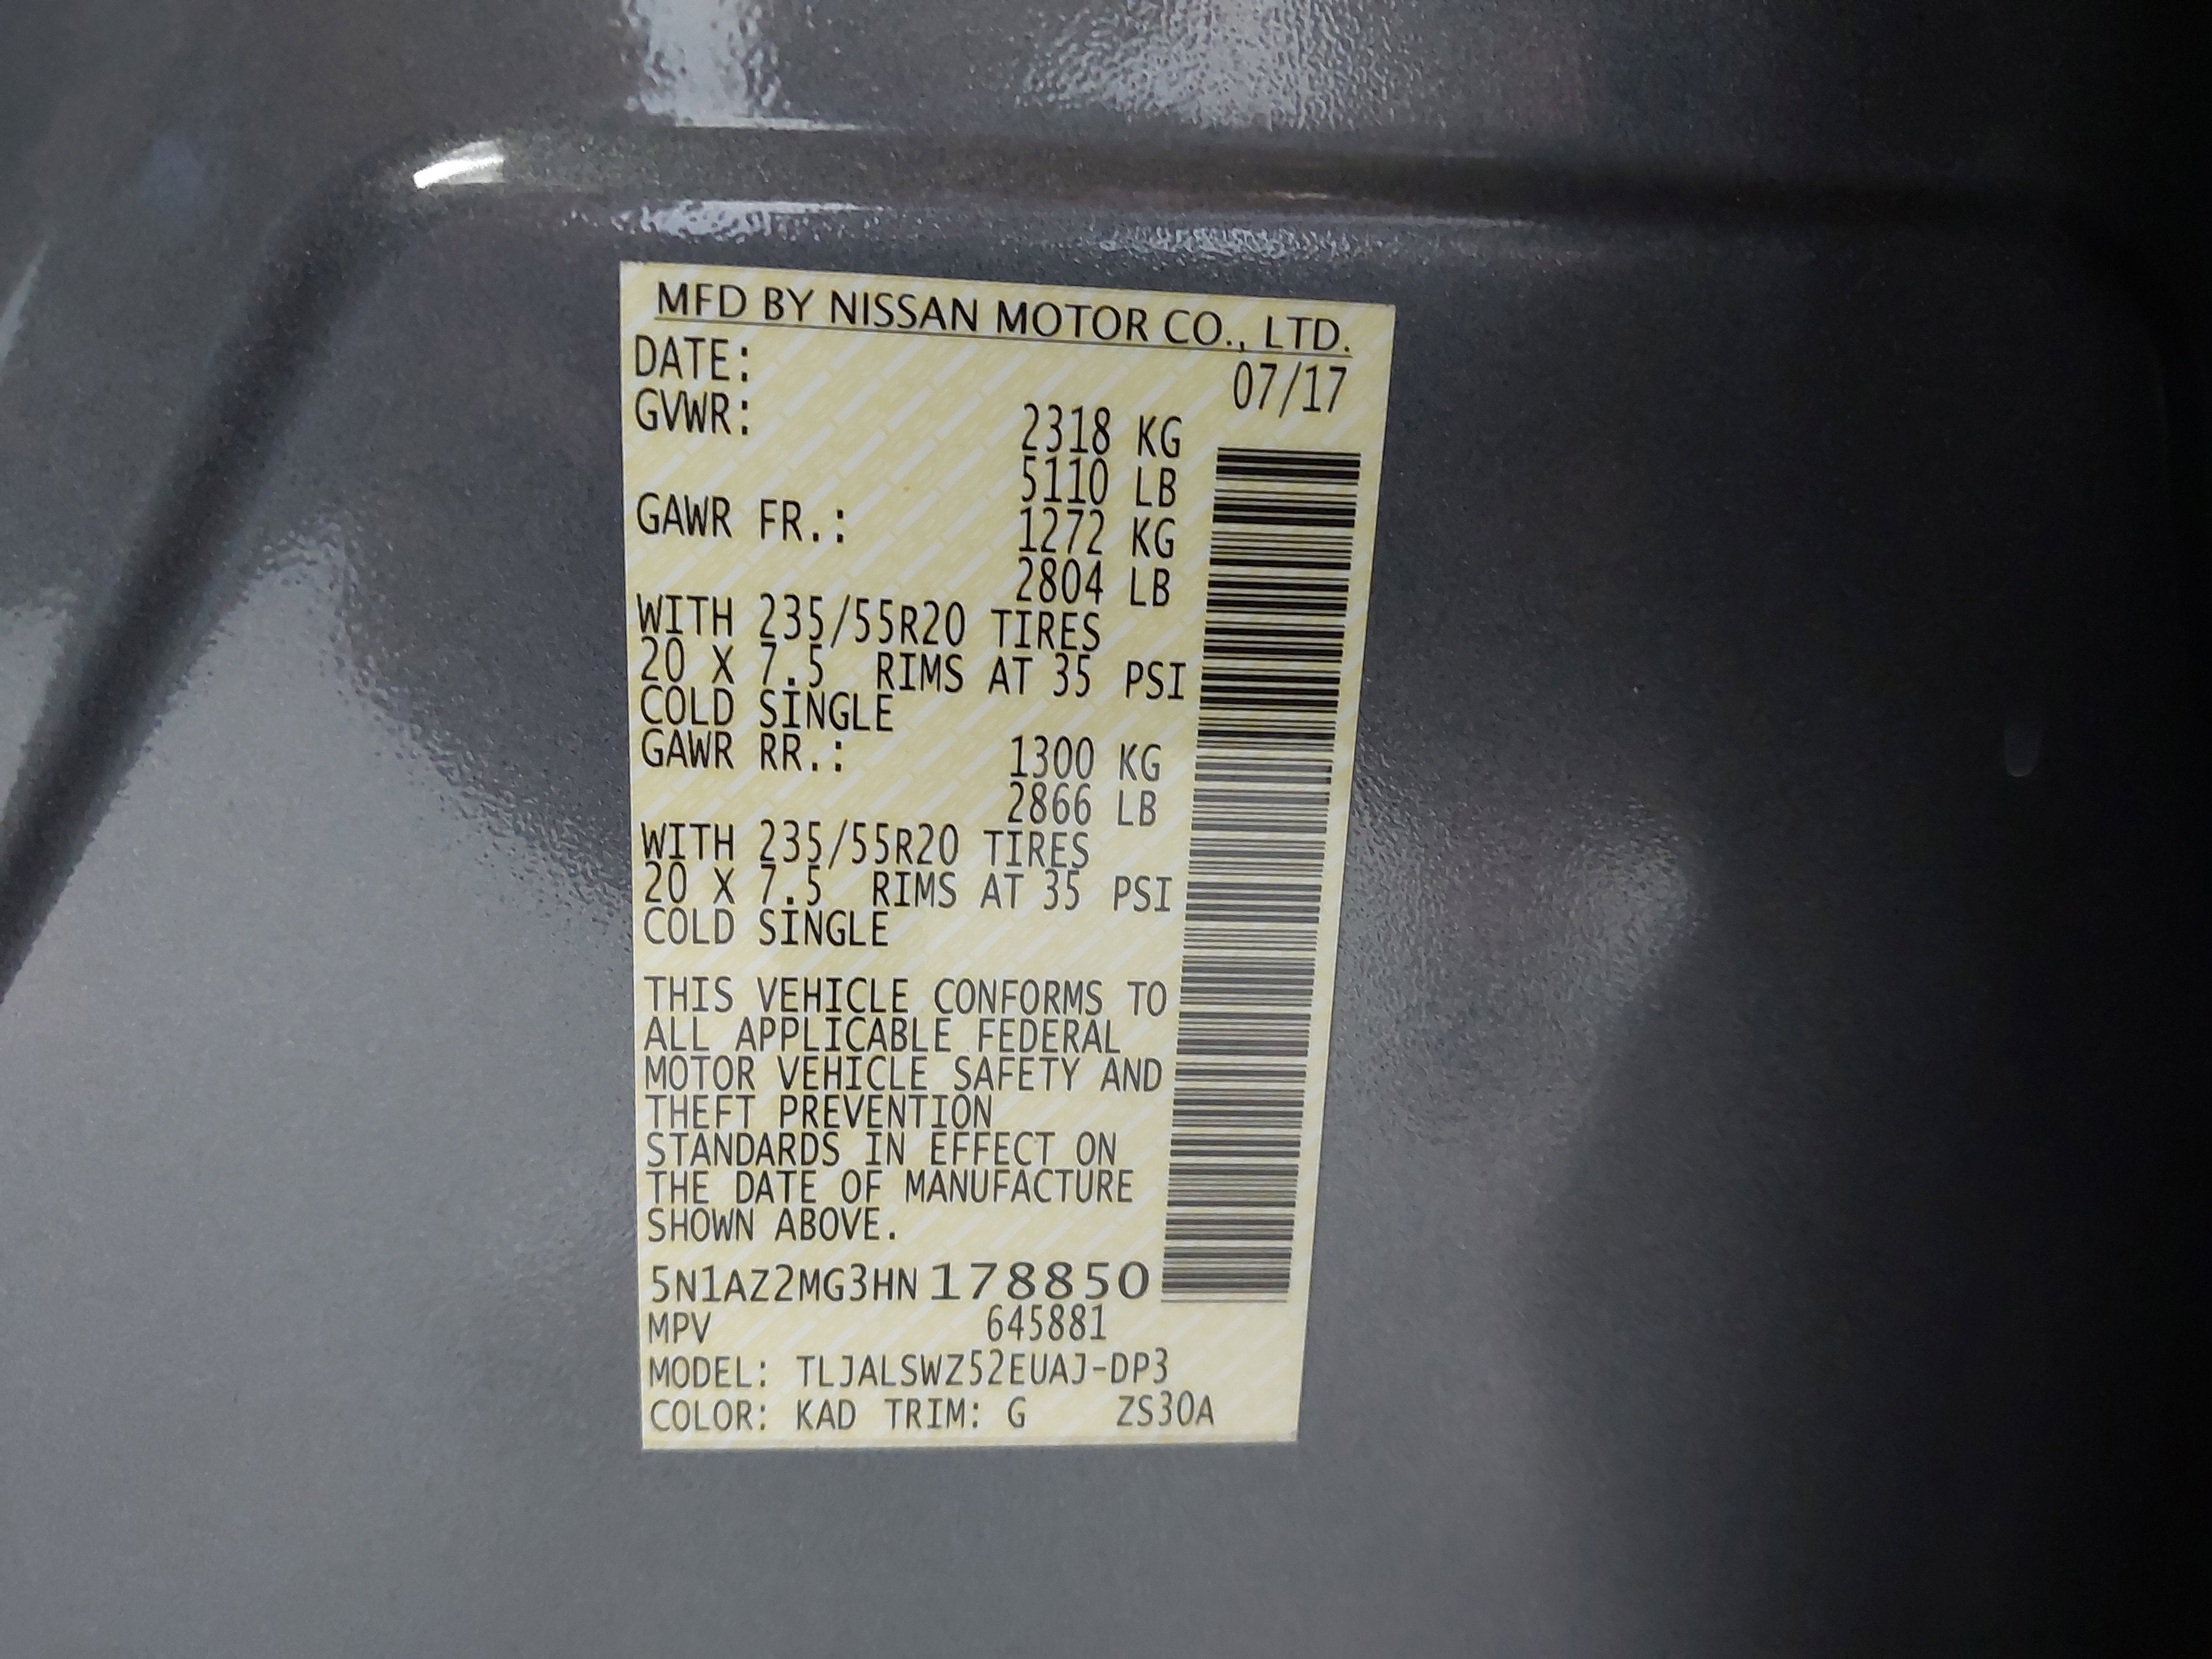 MFD BY NISSAN MOTOR CO., LTD.
DATE: 07/17
GVWR: 2318 KG
5110 LB
GAWR FR.: 1272 KG
2804 LB
WITH 235/55R20 TIRES
20 X 7.5 RIMS AT 35 PSI
COLD SINGLE
GAWR RR.: 1300 KG
2866 LB
WITH 235/55R20 TIRES
20 X 7.5 RIMS AT 35 PSI
COLD SINGLE
THIS VEHICLE CONFORMS TO
ALL APPLICABLE FEDERAL
MOTOR VEHICLE SAFETY AND
THEFT PREVENTION
STANDARDS IN EFFECT ON
THE DATE OF MANUFACTURE
SHOWN ABOVE.
5N1AZ2MG3HN178850
MPV 645881
MODEL: TLJALSWZ52EUAJ-DP3
COLOR: KAD TRIM: G ZS30A